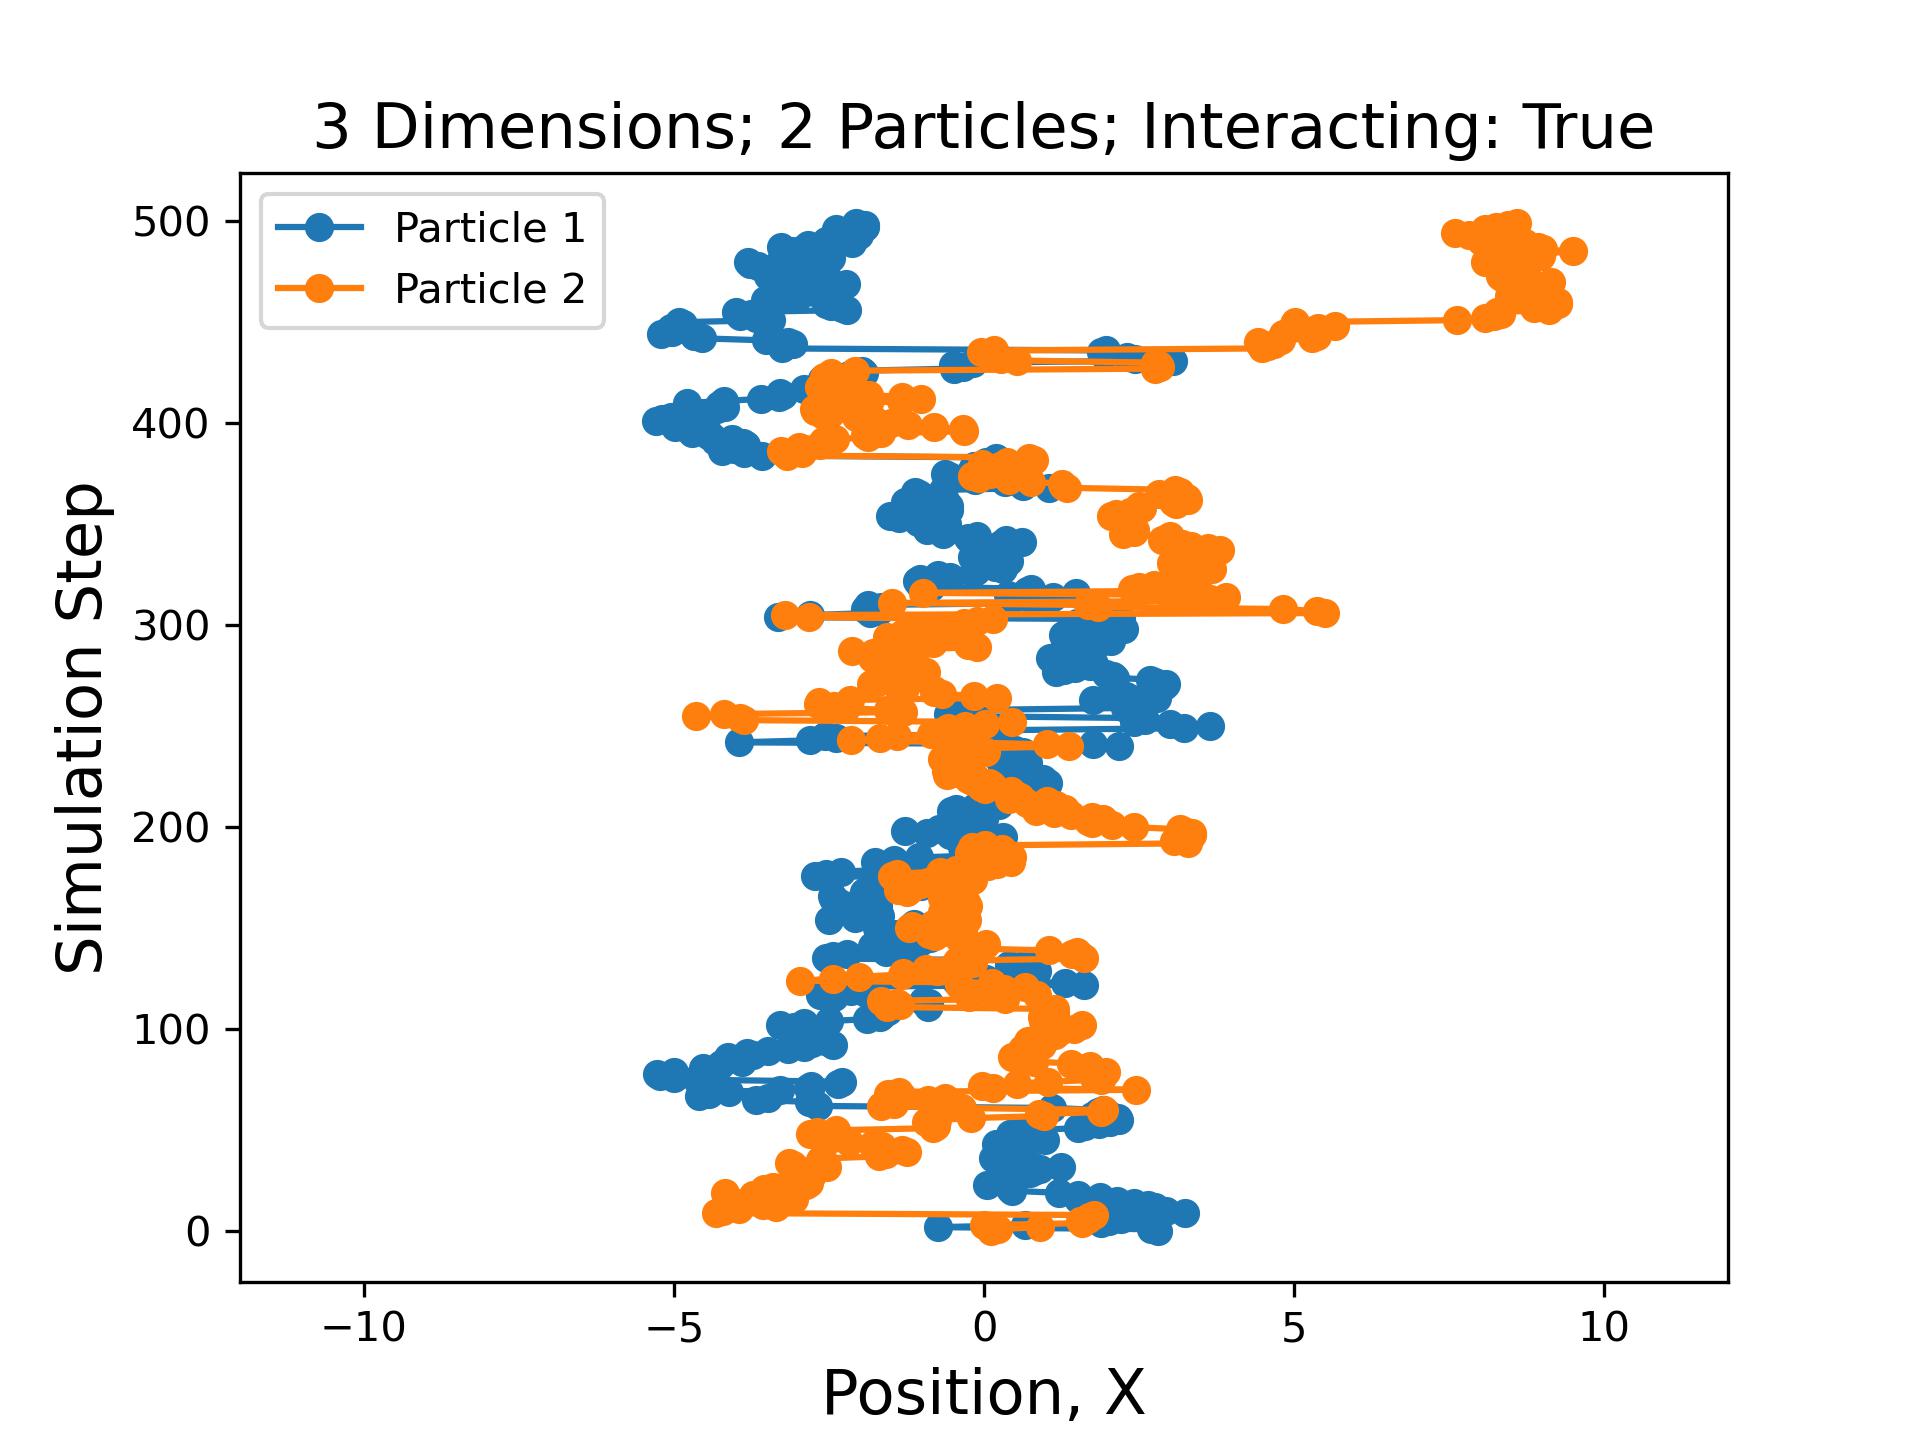 3 Dimensions; 2 Particles; Interacting: True
Particle 1
Particle 2
500
400
300
200
100
0
Simulation Step
−10
−5
0
5
10
Position, X